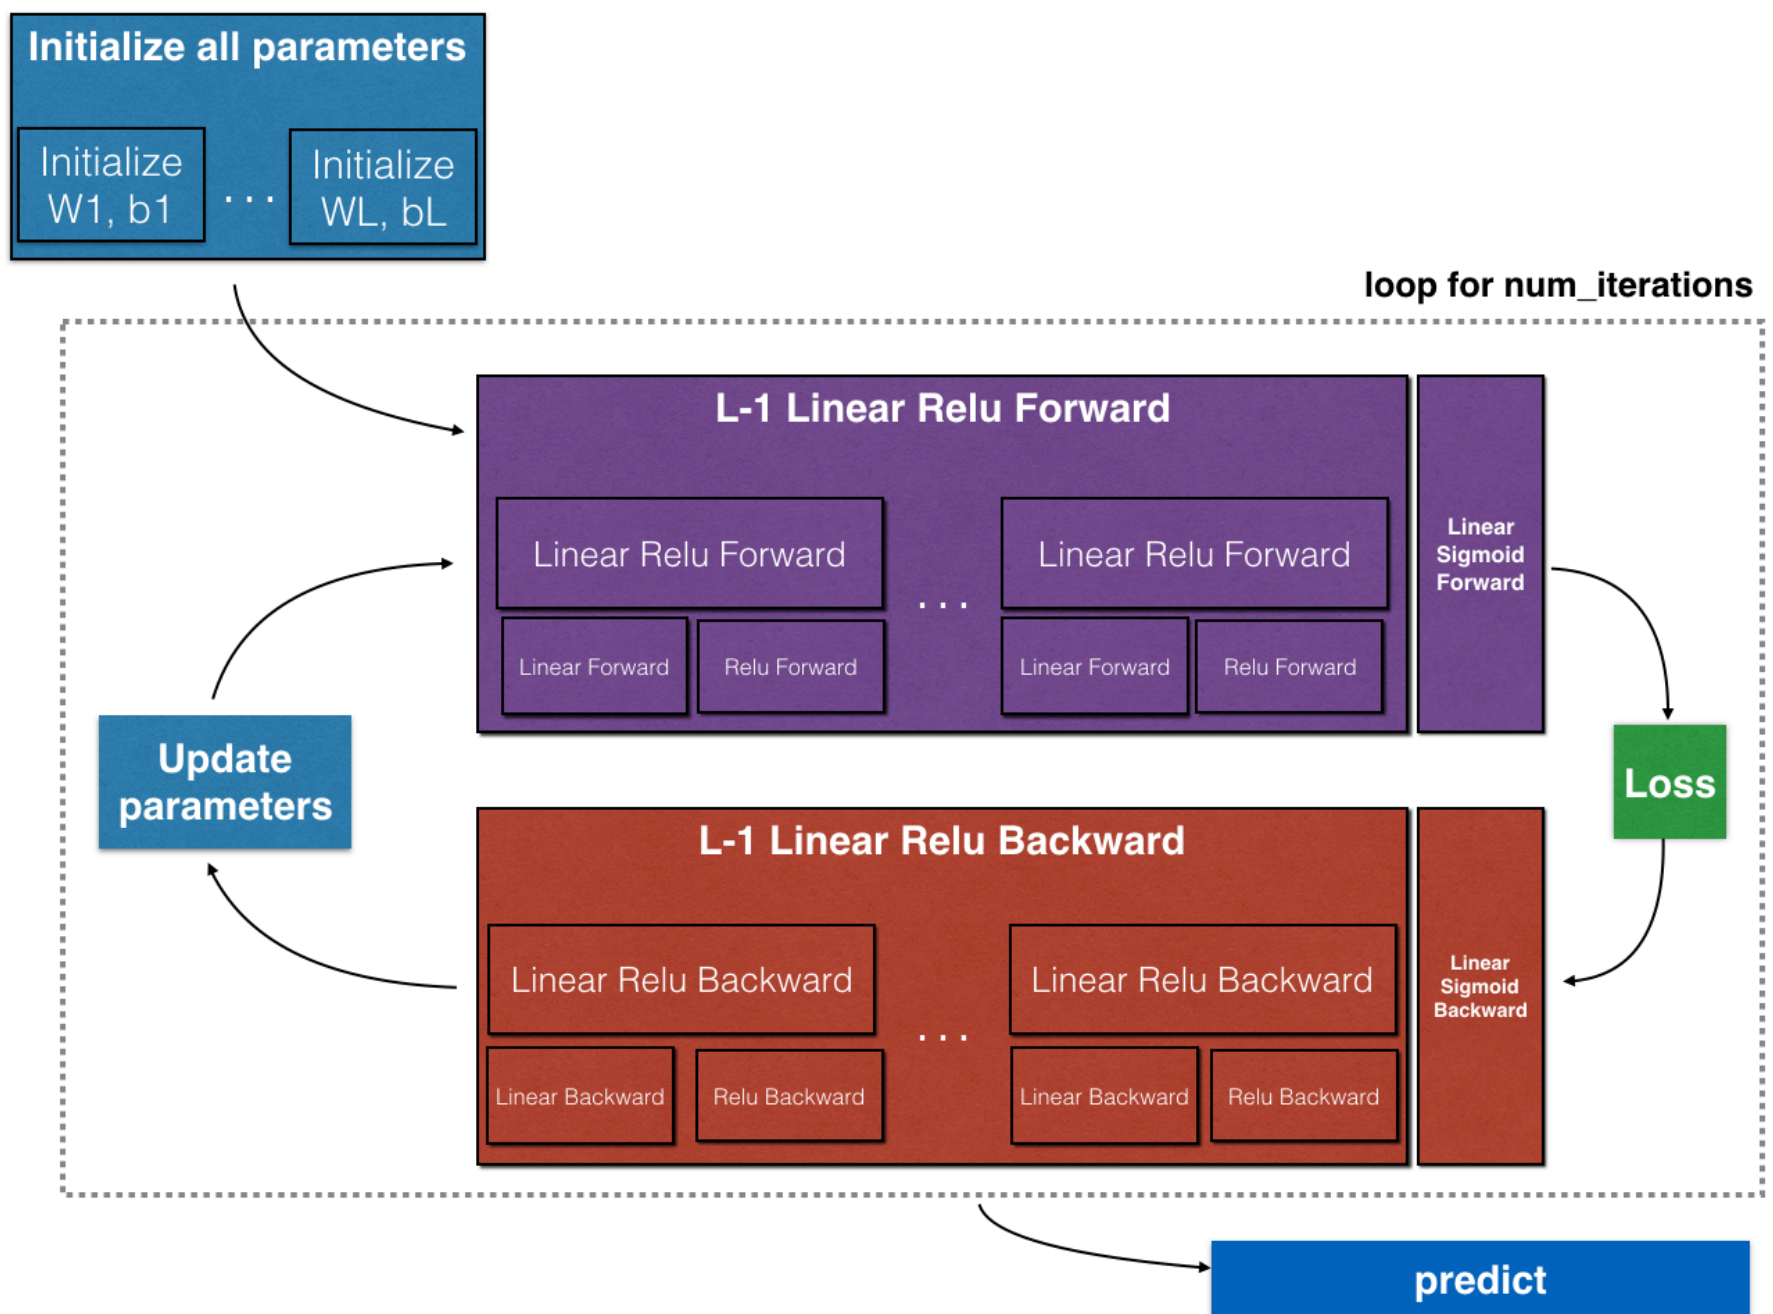 Initialize all parameters
Initialize
W1, b1
. . .
Initialize
WL, bL
loop for num_iterations
L-1 Linear Relu Forward
Linear Relu Forward
. . .
Linear Relu Forward
Linear Forward
Relu Forward
Linear Forward
Relu Forward
Linear
Sigmoid
Forward
Update
parameters
Loss
L-1 Linear Relu Backward
Linear Relu Backward
. . .
Linear Relu Backward
Linear Backward
Relu Backward
Linear Backward
Relu Backward
Linear
Sigmoid
Backward
predict